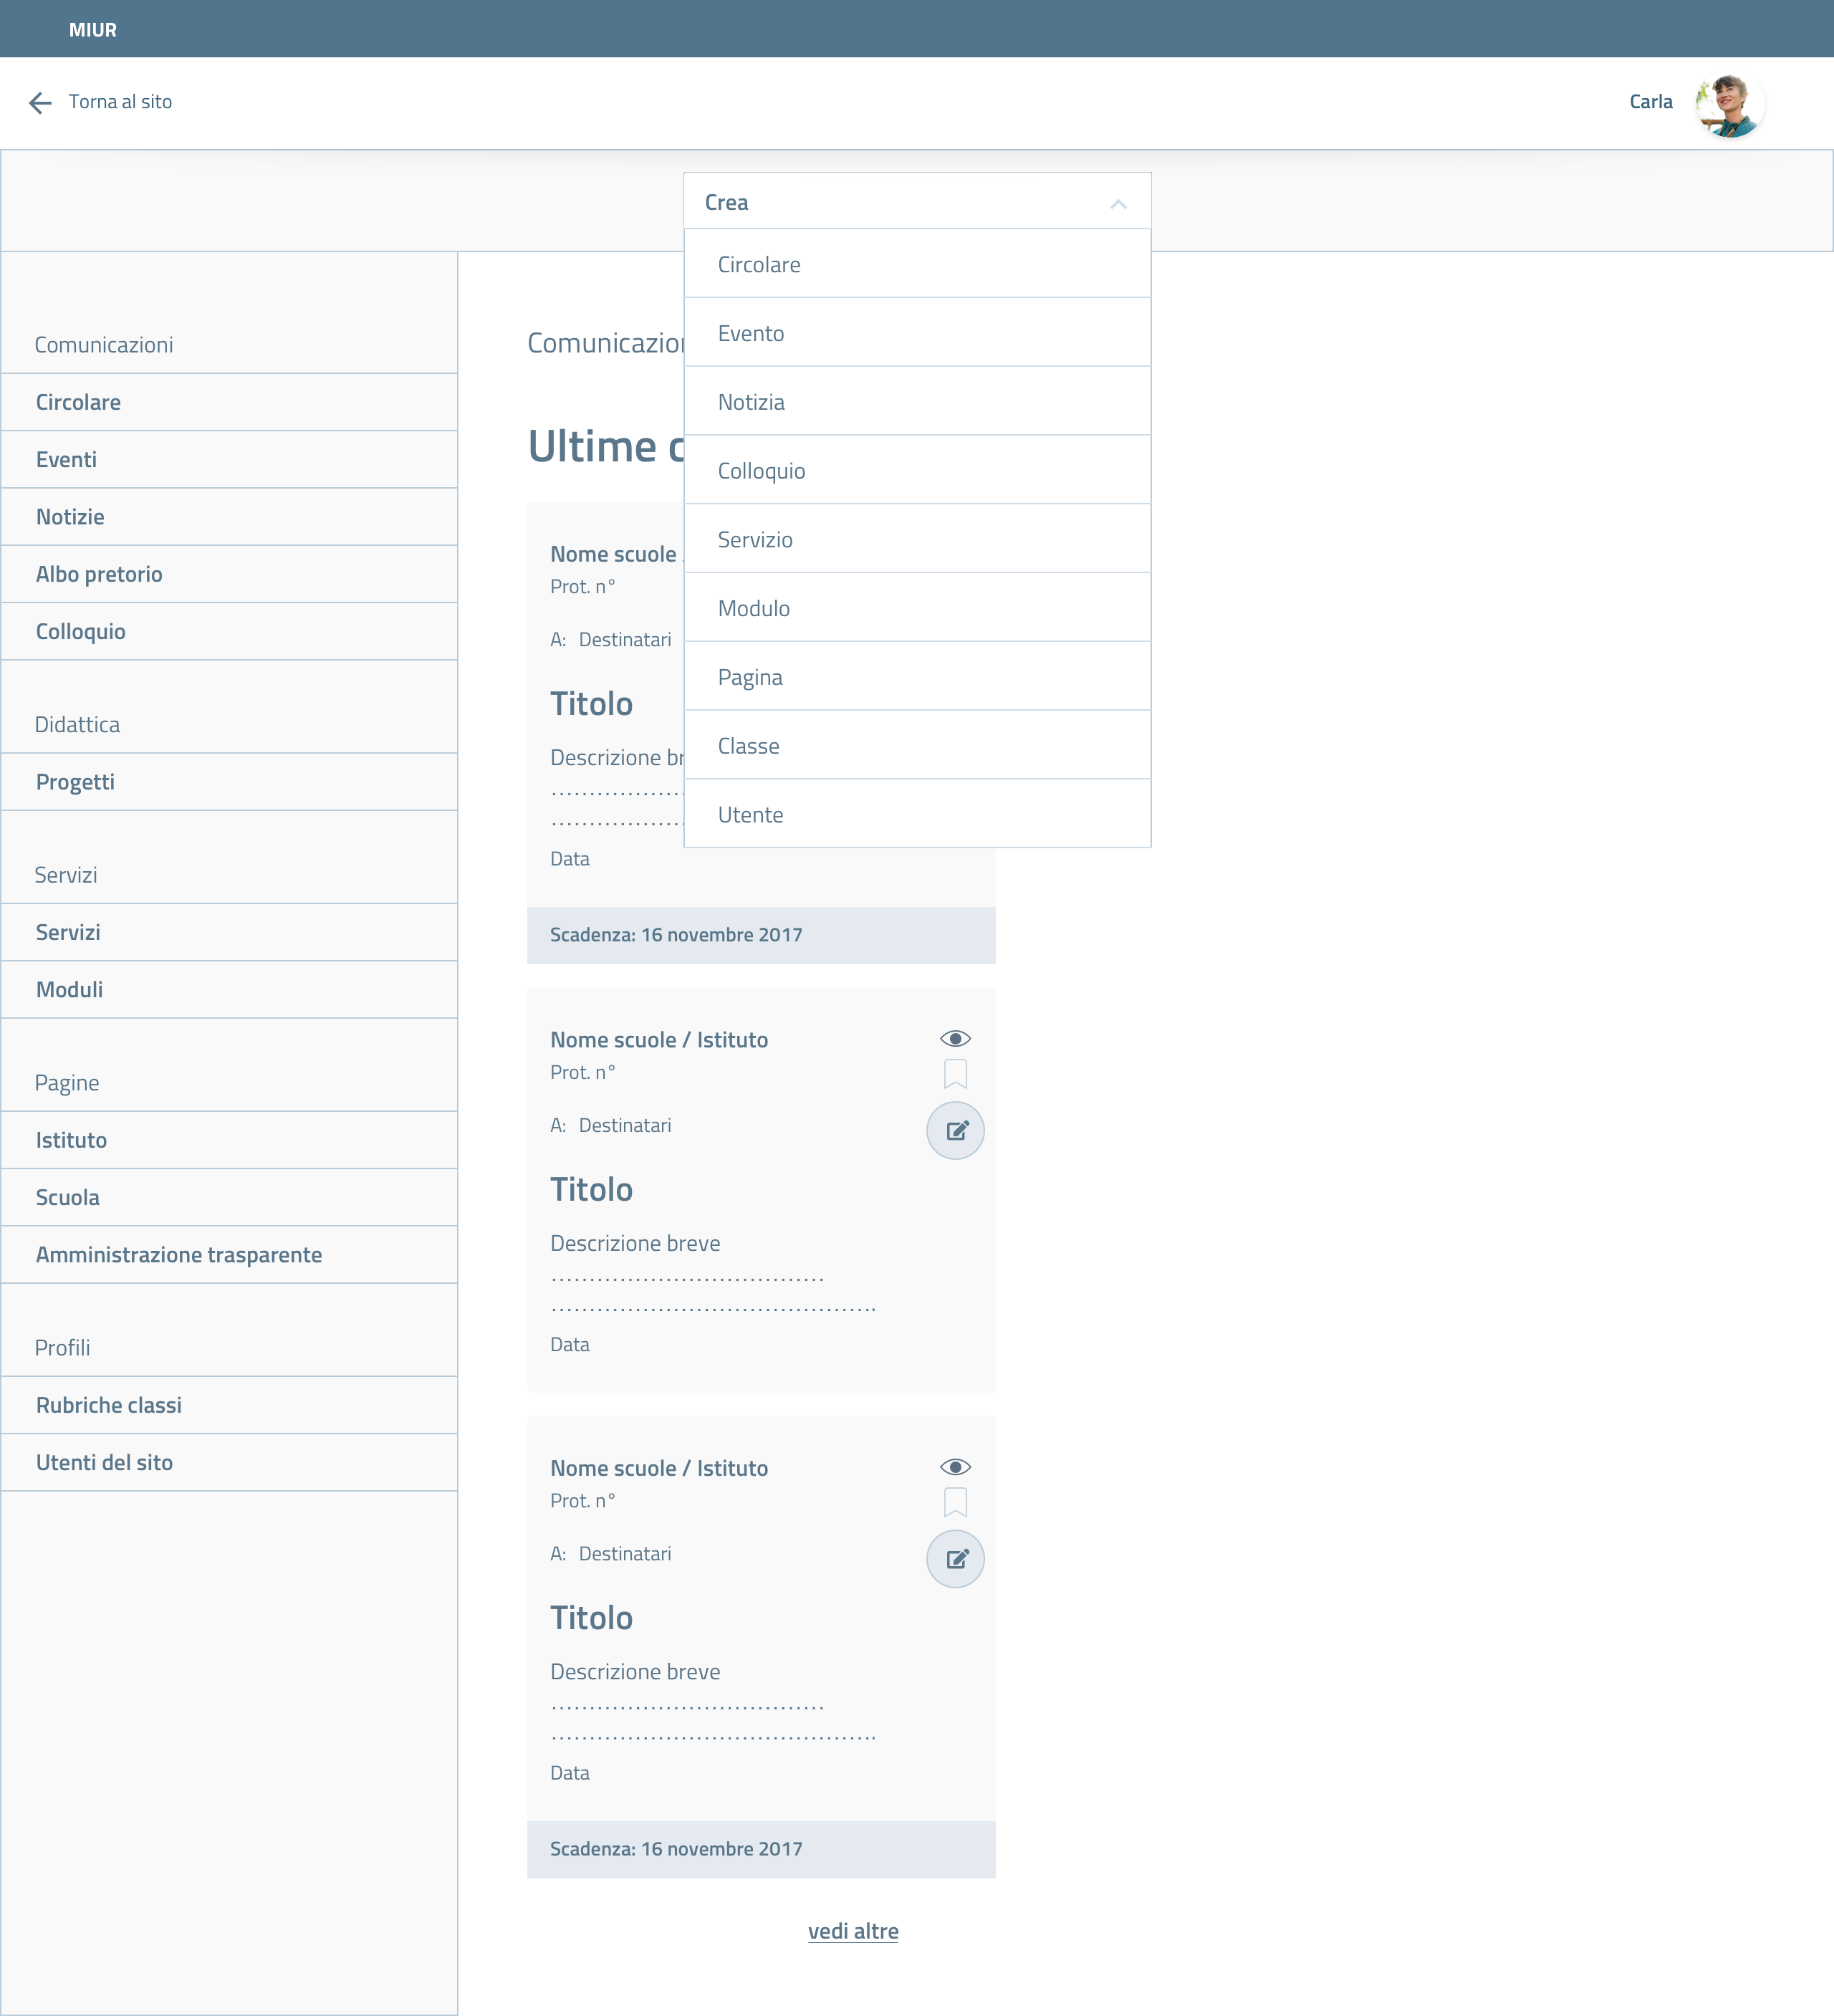 MIUR
Torna al sito
Carla
Crea
Circolare
Evento
Notizia
Colloquio
Servizio
Modulo
Pagina
Classe
Utente
Comunicazioni
Circolare
Eventi
Notizie
Albo pretorio
Colloquio
Didattica
Progetti
Servizi
Servizi
Moduli
Pagine
Istituto
Scuola
Amministrazione trasparente
Profili
Rubriche classi
Utenti del sito
Ultime
Nome scuole
Prot. n°
A: Destinatari
Titolo
Descrizione
Data
Scadenza: 16 novembre 2017
Nome scuole / Istituto
Prot. n°
A: Destinatari
Titolo
Descrizione breve
...................................
..........................................
Data
Nome scuole / Istituto
Prot. n°
A: Destinatari
Titolo
Descrizione breve
...................................
..........................................
Data
Scadenza: 16 novembre 2017
vedi altre